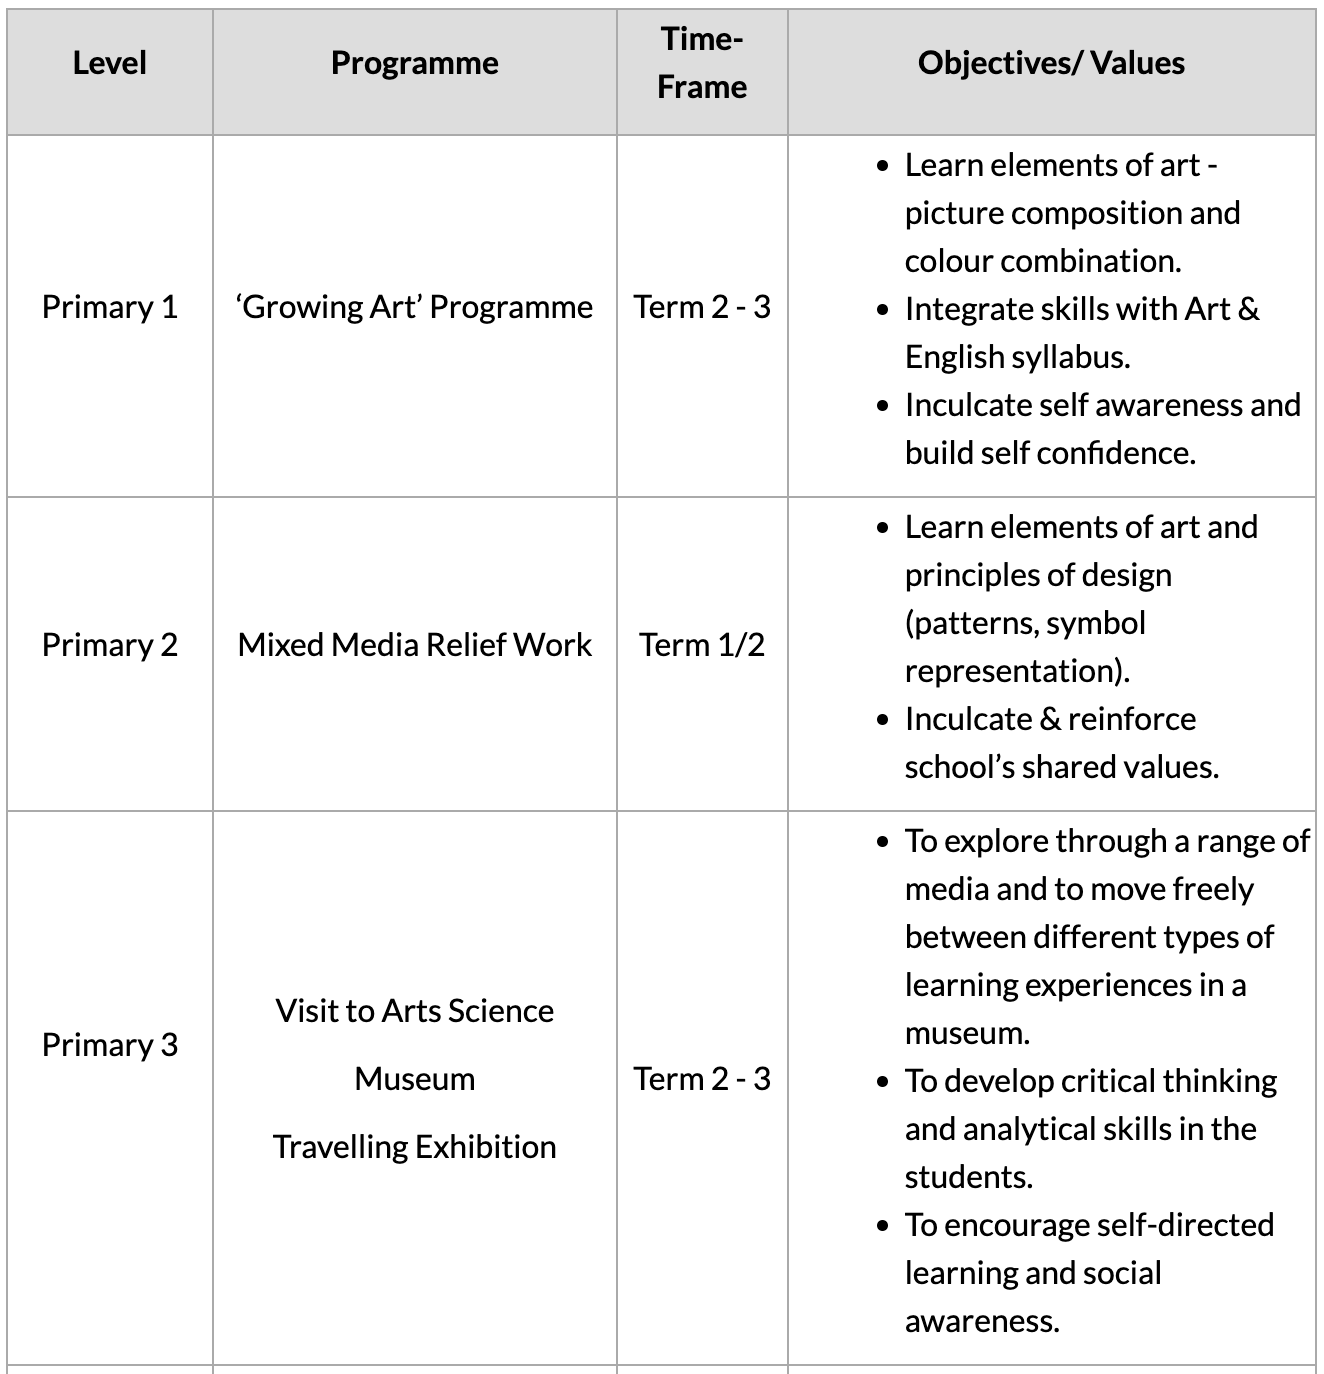 Level
Programme
Time-
Frame
Objectives/ Values
Primary 1
‘Growing Art’ Programme
Term 2 - 3
• Learn elements of art -
picture composition and
colour combination.
• Integrate skills with Art &
English syllabus.
• Inculcate self awareness and
build self confidence.
Primary 2
Mixed Media Relief Work
Term 1/2
• Learn elements of art and
principles of design
(patterns, symbol
representation).
• Inculcate & reinforce
school’s shared values.
Primary 3
Visit to Arts Science
Museum
Travelling Exhibition
Term 2 - 3
• To explore through a range of
media and to move freely
between different types of
learning experiences in a
museum.
• To develop critical thinking
and analytical skills in the
students.
• To encourage self-directed
learning and social
awareness.